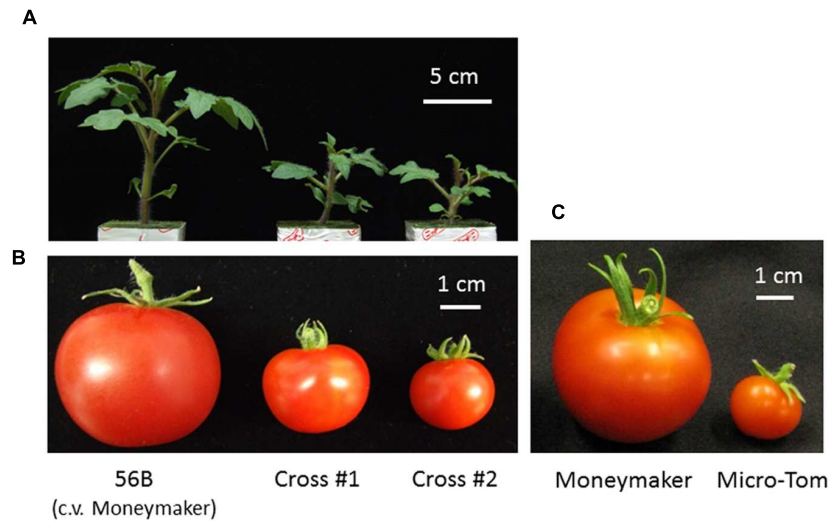 A
5 cm
B
1 cm
C
1 cm
56B
(c.v. Moneymaker)
Cross #1
Cross #2
Moneymaker
Micro-Tom